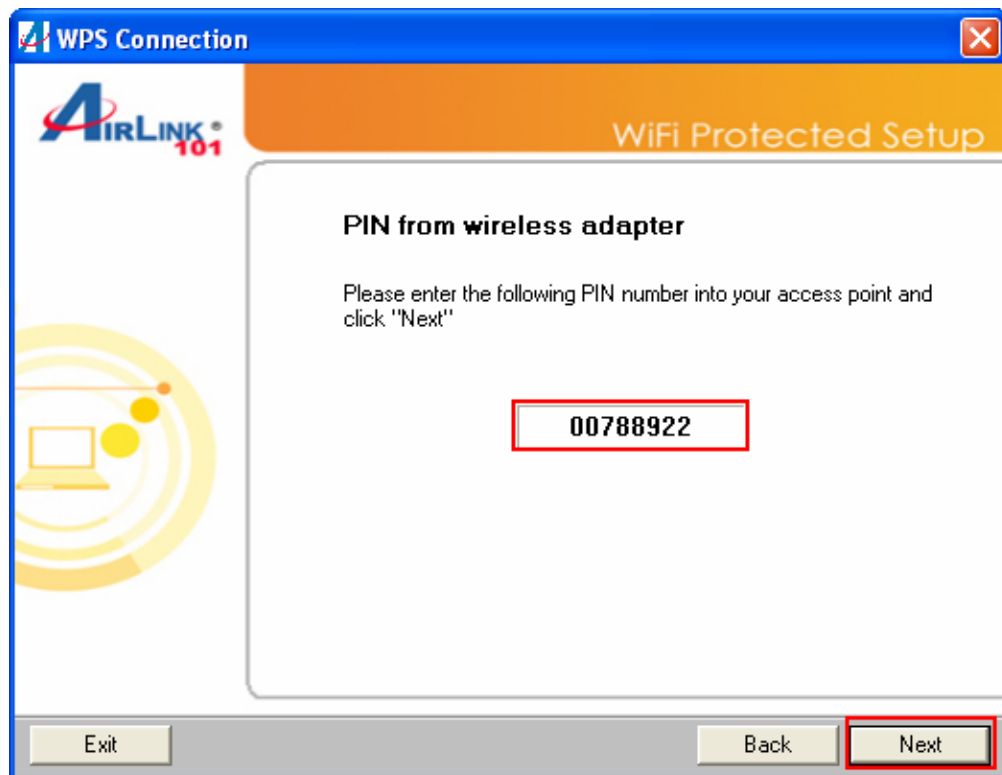 WPS Connection
AIRLINK®
101
WiFi Protected Setup
PIN from wireless adapter
Please enter the following PIN number into your access point and
click "Next"
00788922
Exit
Back
Next